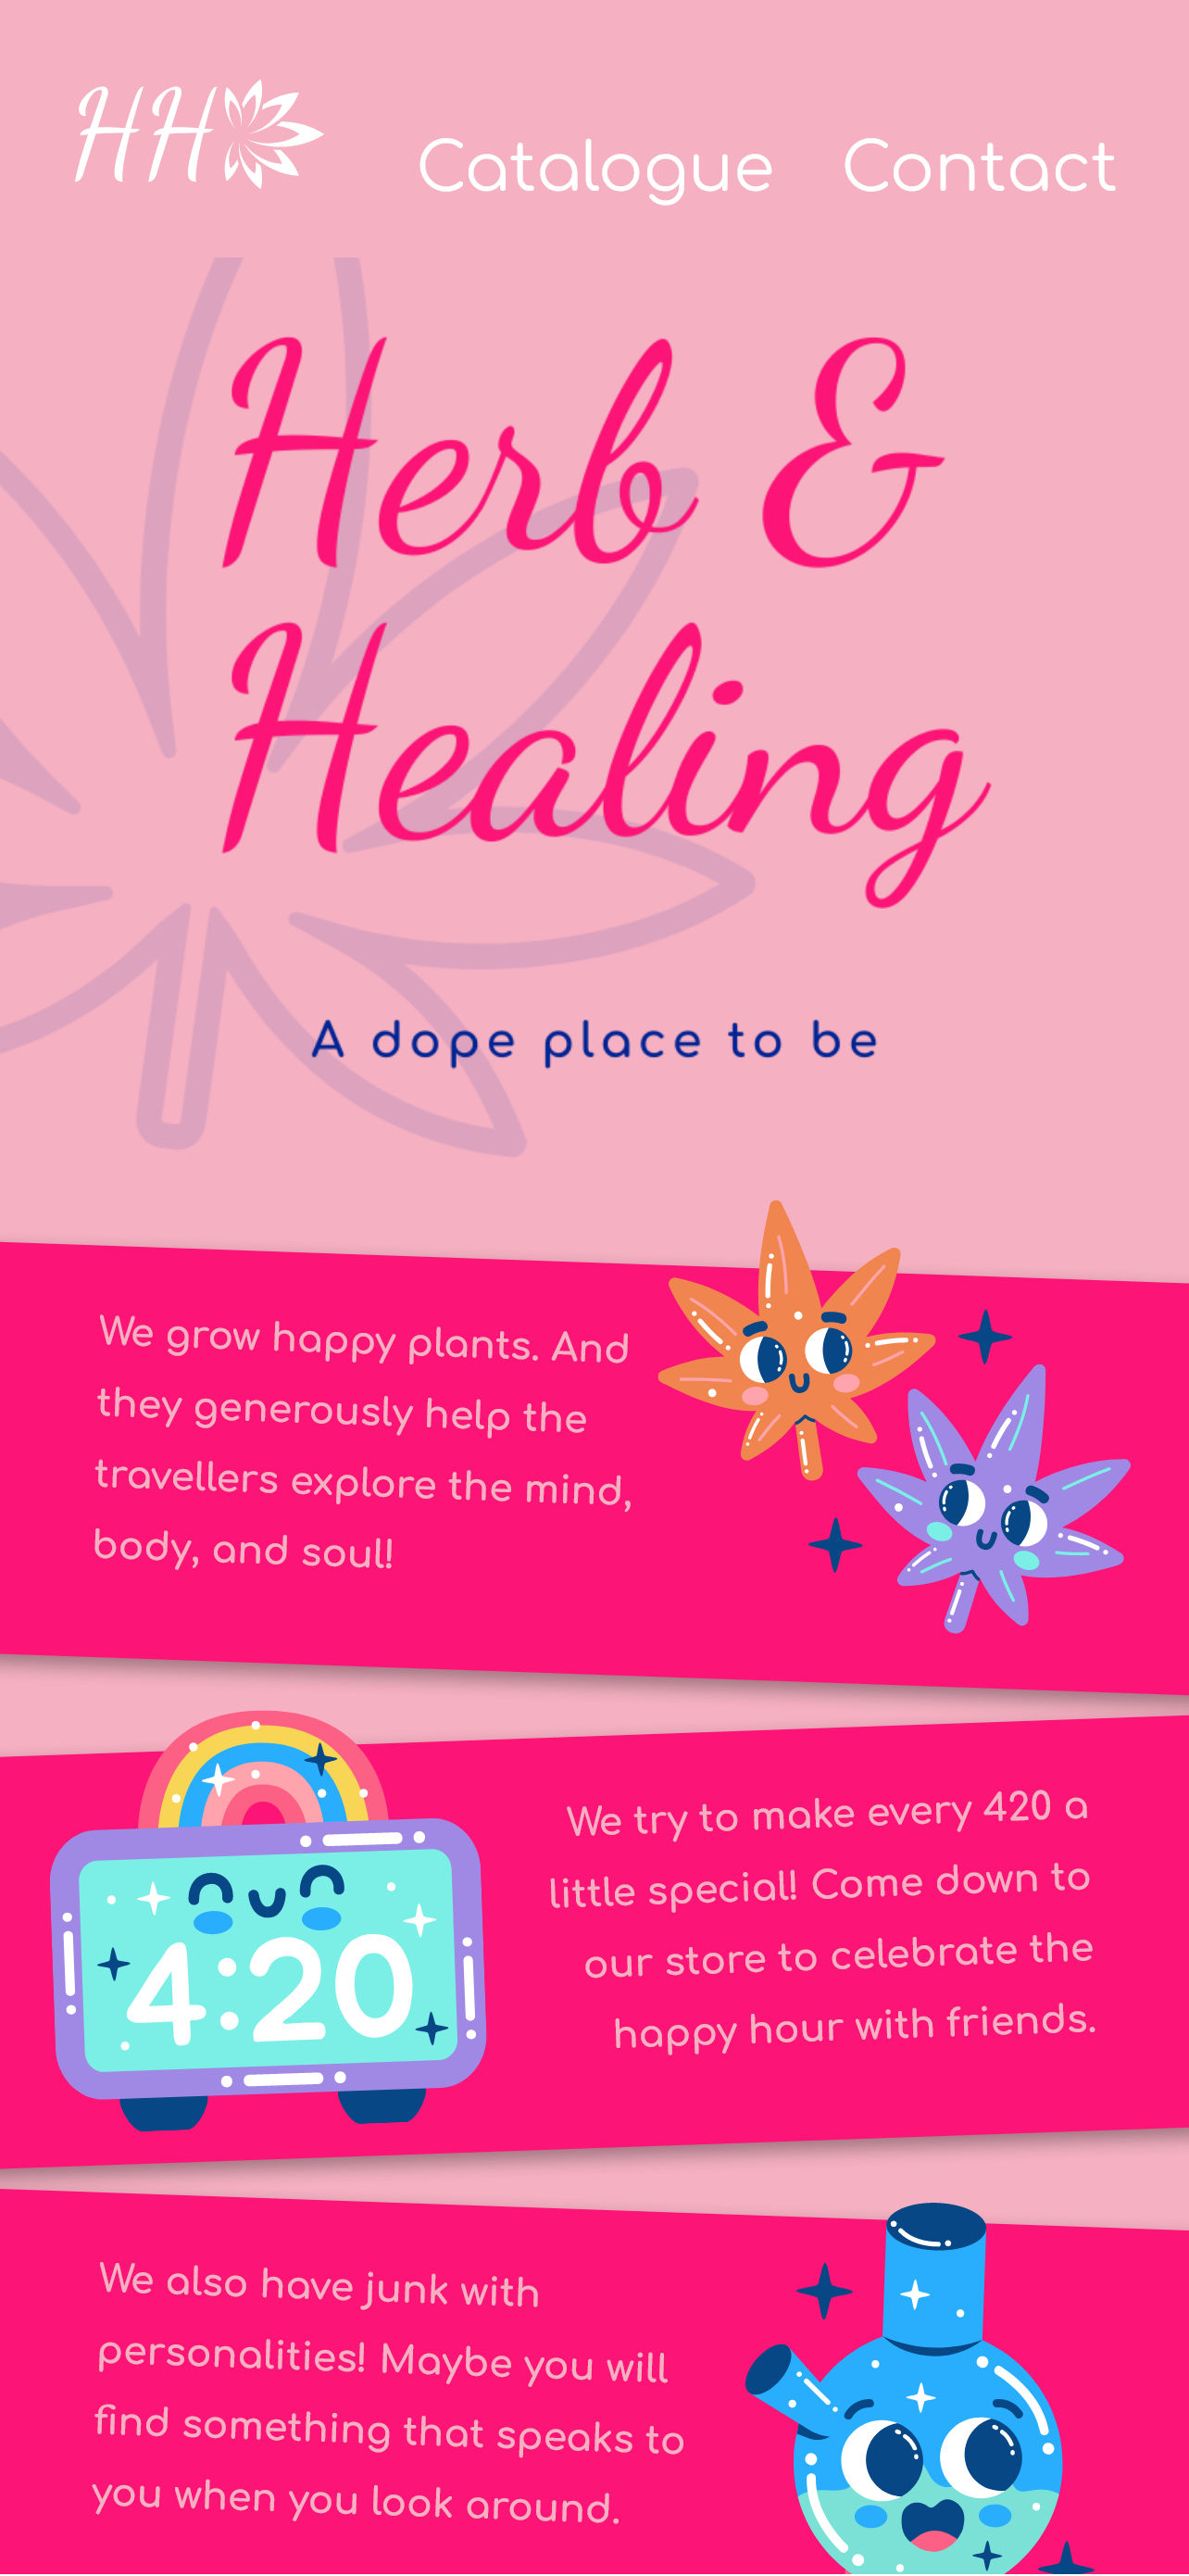 HH
Catalogue Contact
Herb &
Healing
A dope place to be
We grow happy plants. And
they generously help the
travellers explore the mind,
body, and soul!
4:20
We try to make every 420 a
little special! Come down to
our store to celebrate the
happy hour with friends.
We also have junk with
personalities! Maybe you will
find something that speaks to
you when you look around.